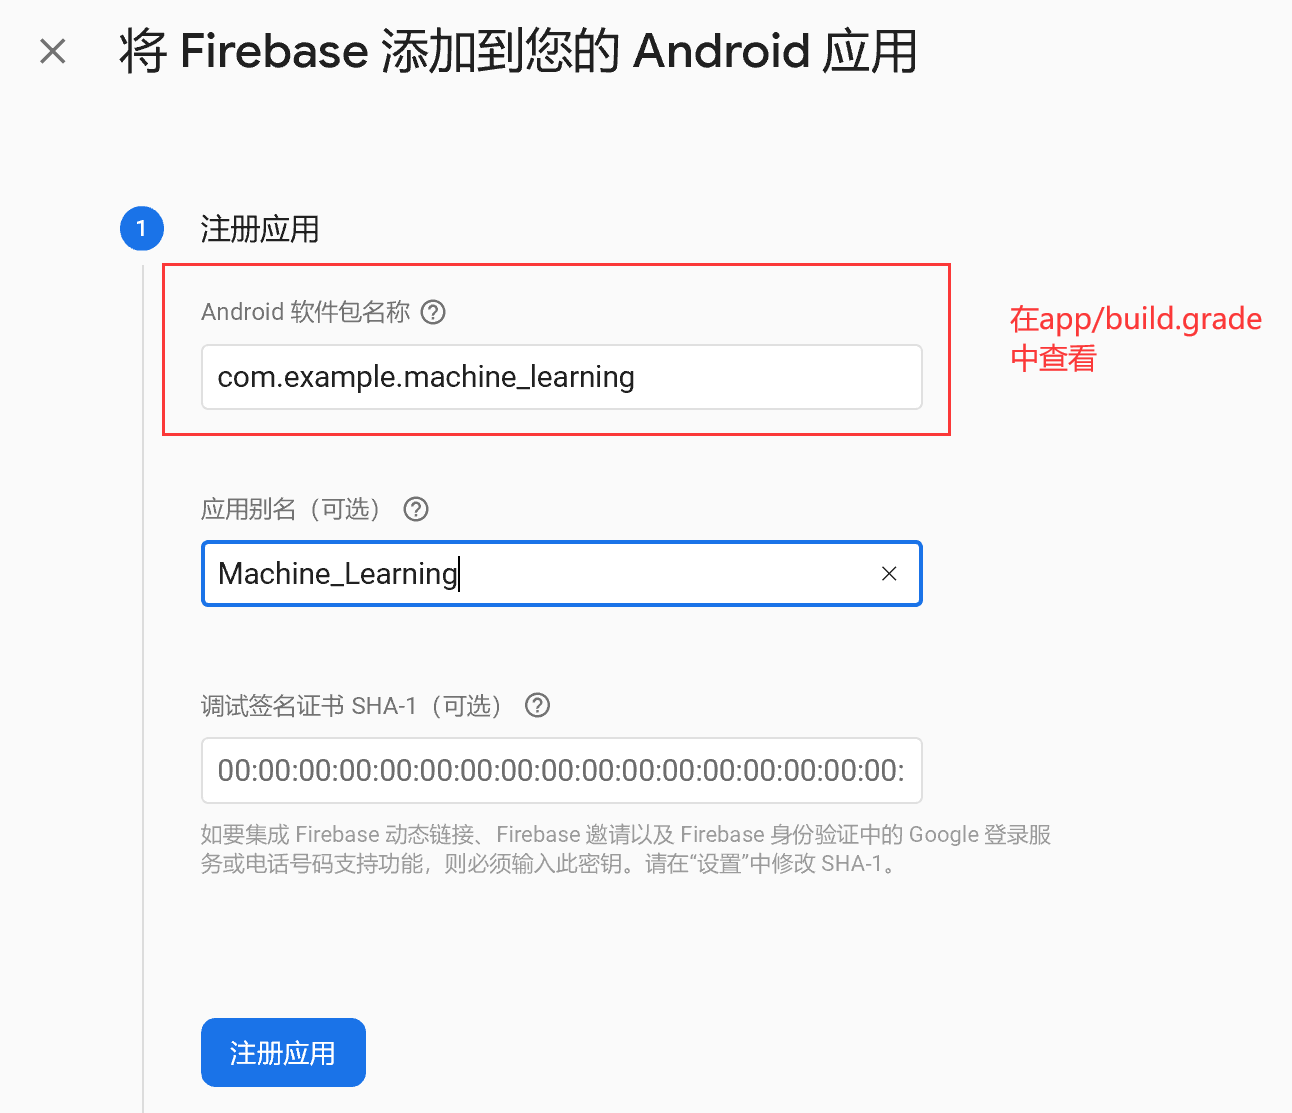 将 Firebase 添加到您的 Android 应用
1 注册应用
Android 软件包名称
com.example.machine_learning
在app/build.grade
中查看
应用别名（可选）
Machine_Learning
调试签名证书 SHA-1（可选）
00:00:00:00:00:00:00:00:00:00:00:00:00:00:00:00:00:
如要集成 Firebase 动态链接、Firebase 邀请以及 Firebase 身份验证中的 Google 登录服
务或电话号码支持功能，则必须输入此密钥。请在“设置”中修改 SHA-1。
注册应用